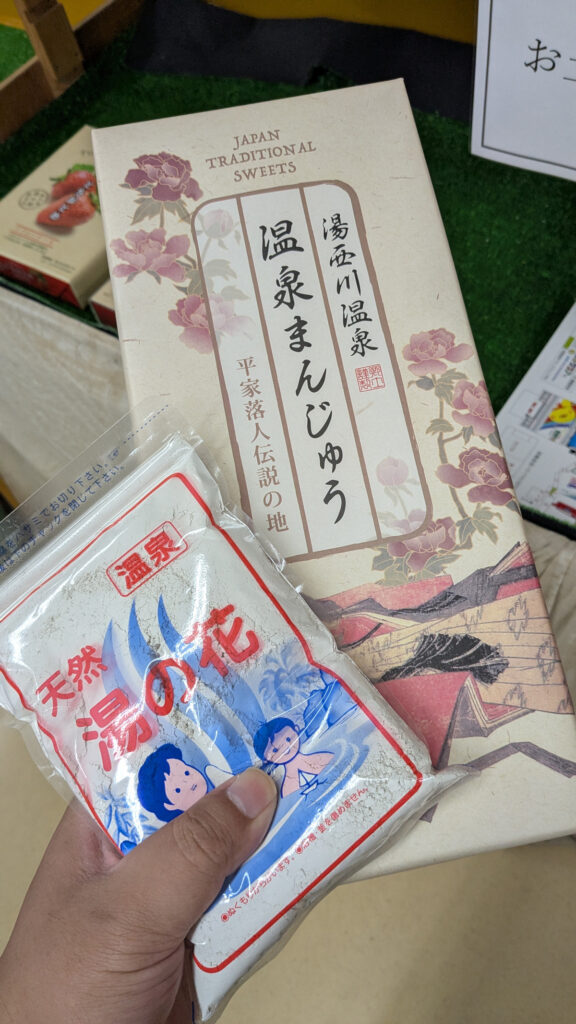 JAPAN
TRADITIONAL
SWEETS
湯西川温泉
温泉まんじゅう
平家落人伝説の地
温泉
天然
湯の花
お